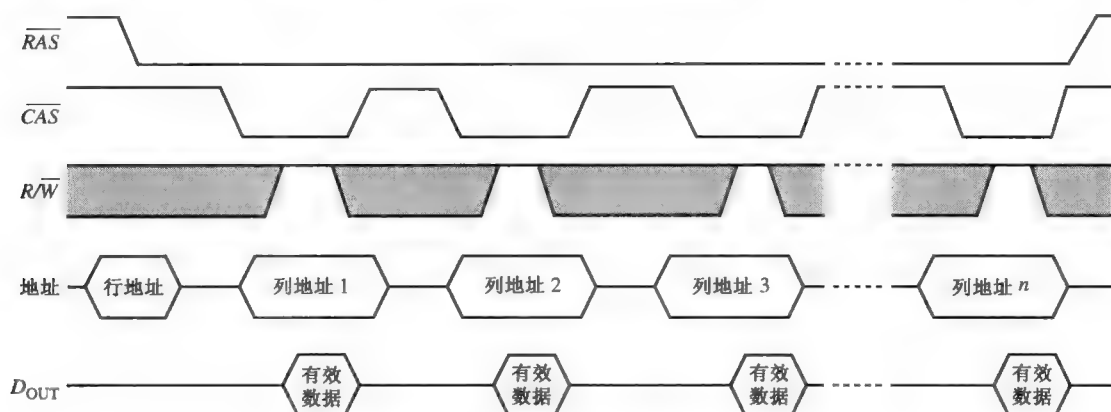 RAS
CAS
R/W
地址
行地址
列地址 1
列地址 2
列地址 3
列地址 n
DOUT
有效
数据
有效
数据
有效
数据
有效
数据